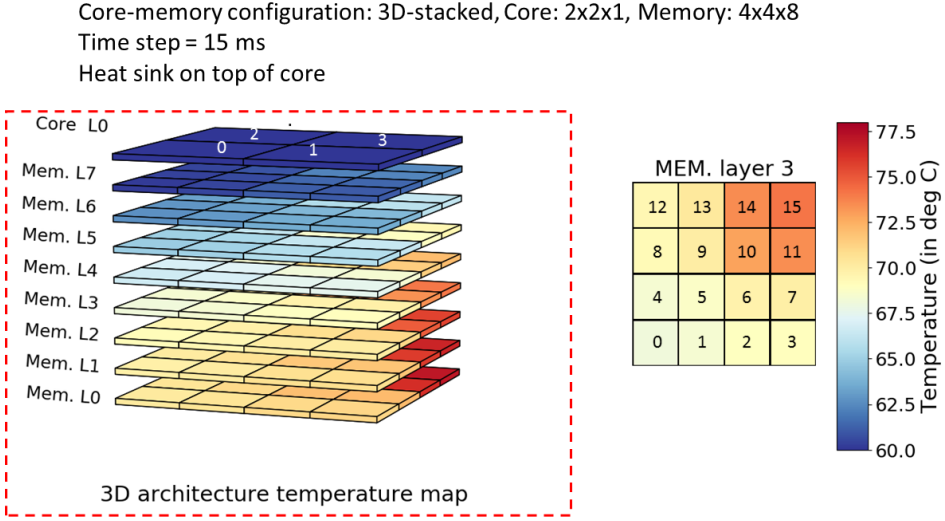 Core-memory configuration: 3D-stacked, Core: 2x2x1, Memory: 4x4x8
Time step = 15 ms
Heat sink on top of core
Core L0
2
3
0
1
Mem. L7
Mem. L6
Mem. L5
Mem. L4
Mem. L3
Mem. L2
Mem. L1
Mem. L0
3D architecture temperature map
MEM. layer 3
12 13 14 15
8 9 10 11
4 5 6 7
0 1 2 3
77.5
75.0
72.5
70.0
67.5
65.0
62.5
60.0
Temperature (in deg C)